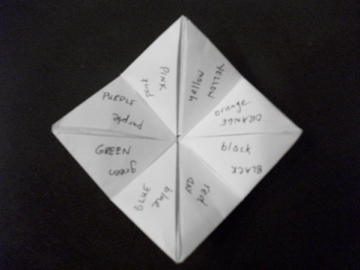 PINK
pink
YELLOW
yellow
orange
ORANGE
black
BLACK
red
RED
blue
BLUE
GREEN
green
PURPLE
purple